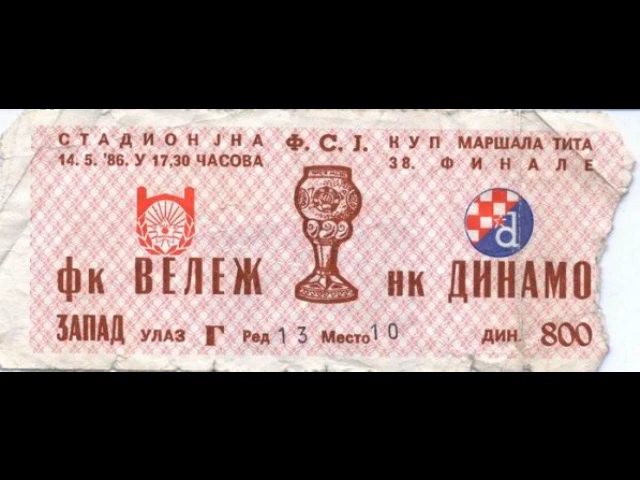 СТАДИОН ЈНА Ф.С.Ј. КУП МАРШАЛА ТИТА
14. 5. '86. У 17,30 ЧАСОВА 38. ФИНАЛЕ
d
ФК ВЕЛЕЖ НК ДИНАМО
ЗАПАД УЛАЗ Г Ред 13 Место 10 ДИН. 800